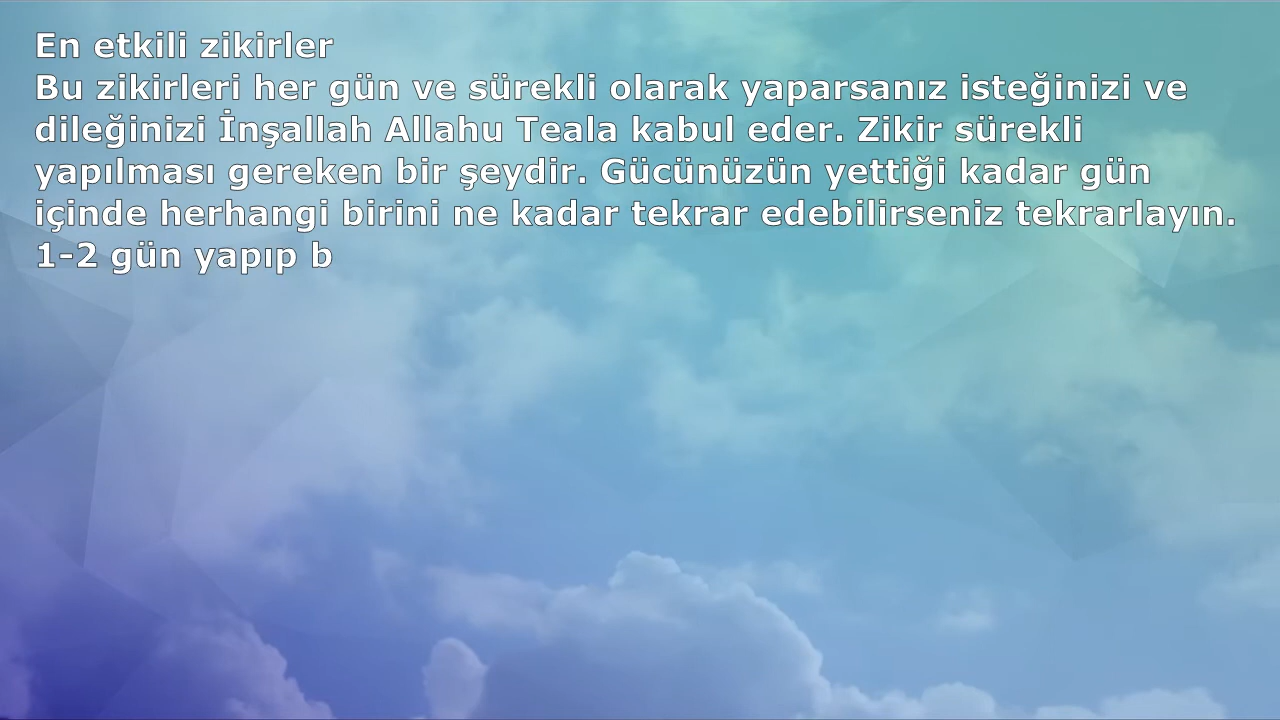 En etkili zikirler
Bu zikirleri her gün ve sürekli olarak yaparsanız isteğinizi ve
dileğinizi İnşallah Allahu Teala kabul eder. Zikir sürekli
yapılması gereken bir şeydir. Gücünüzün yettiği kadar gün
içinde herhangi birini ne kadar tekrar edebilirseniz tekrarlayın.
1-2 gün yapıp b